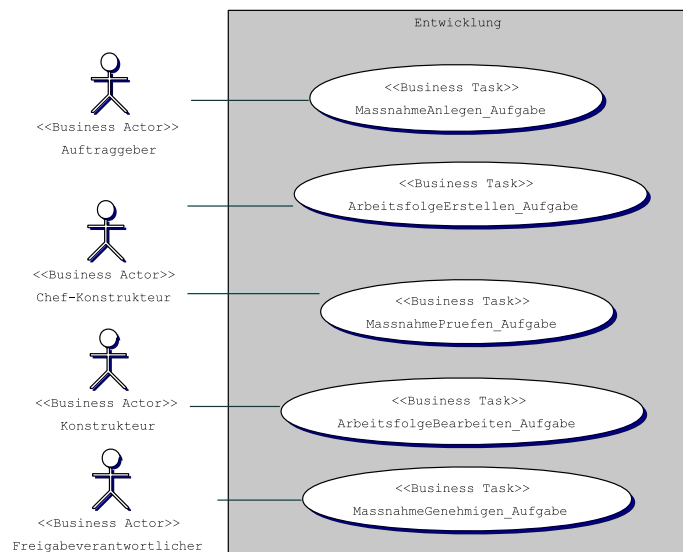 Entwicklung
<<Business Task>>
MassnahmeAnlegen_Aufgabe
<<Business Actor>>
Auftraggeber
<<Business Task>>
ArbeitsfolgeErstellen_Aufgabe
<<Business Actor>>
Chef-Konstrukteur
<<Business Task>>
MassnahmePruefen_Aufgabe
<<Business Actor>>
Konstrukteur
<<Business Task>>
ArbeitsfolgeBearbeiten_Aufgabe
<<Business Task>>
MassnahmeGenehmigen_Aufgabe
<<Business Actor>>
Freigabeverantwortlicher